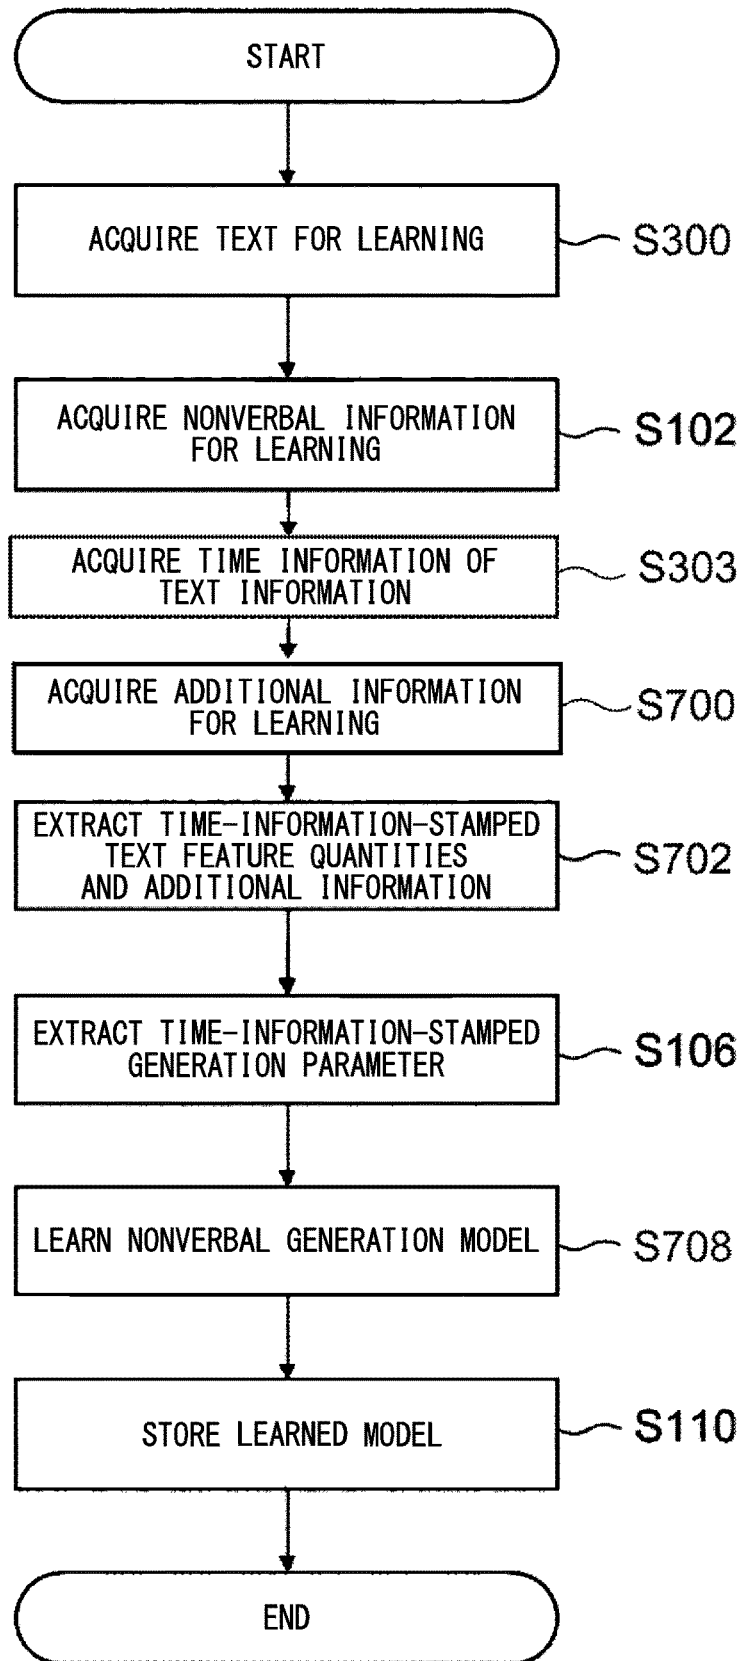 START
ACQUIRE TEXT FOR LEARNING
S300
ACQUIRE NONVERBAL INFORMATION
FOR LEARNING
S102
ACQUIRE TIME INFORMATION OF
TEXT INFORMATION
S303
ACQUIRE ADDITIONAL INFORMATION
FOR LEARNING
S700
EXTRACT TIME-INFORMATION-STAMPED
TEXT FEATURE QUANTITIES
AND ADDITIONAL INFORMATION
S702
EXTRACT TIME-INFORMATION-STAMPED
GENERATION PARAMETER
S106
LEARN NONVERBAL GENERATION MODEL
S708
STORE LEARNED MODEL
S110
END